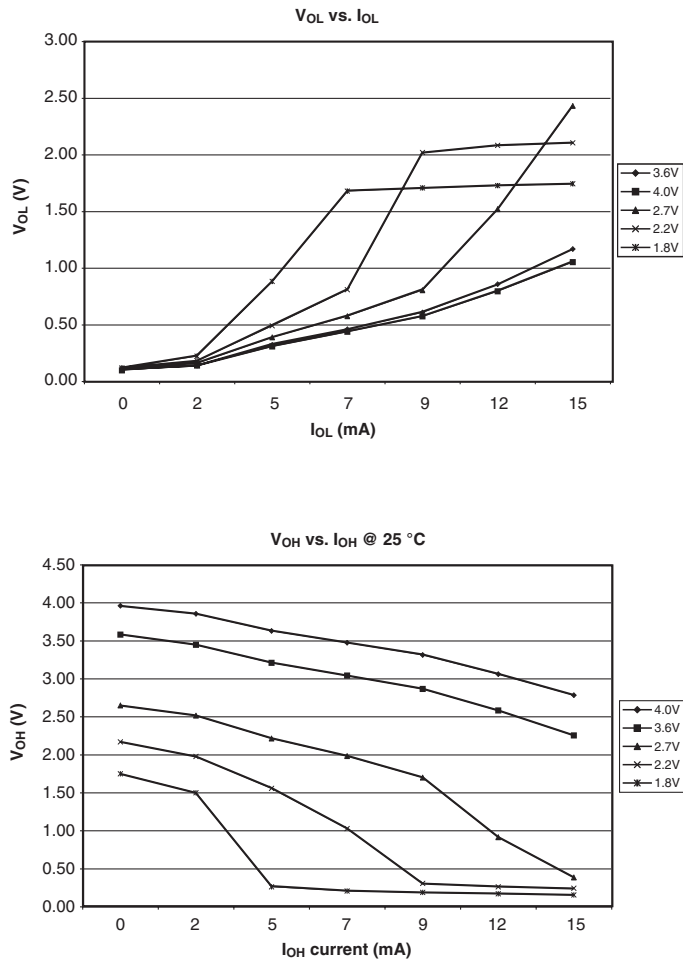 VOL vs. IOL
3.00
2.50
2.00
1.50
1.00
0.50
0.00
VOL (V)
0 2 5 7 9 12 15
IOL (mA)
3.6V
4.0V
2.7V
2.2V
1.8V
VOH vs. IOH @ 25 °C
4.50
4.00
3.50
3.00
2.50
2.00
1.50
1.00
0.50
0.00
VOH (V)
0 2 5 7 9 12 15
IOH current (mA)
4.0V
3.6V
2.7V
2.2V
1.8V